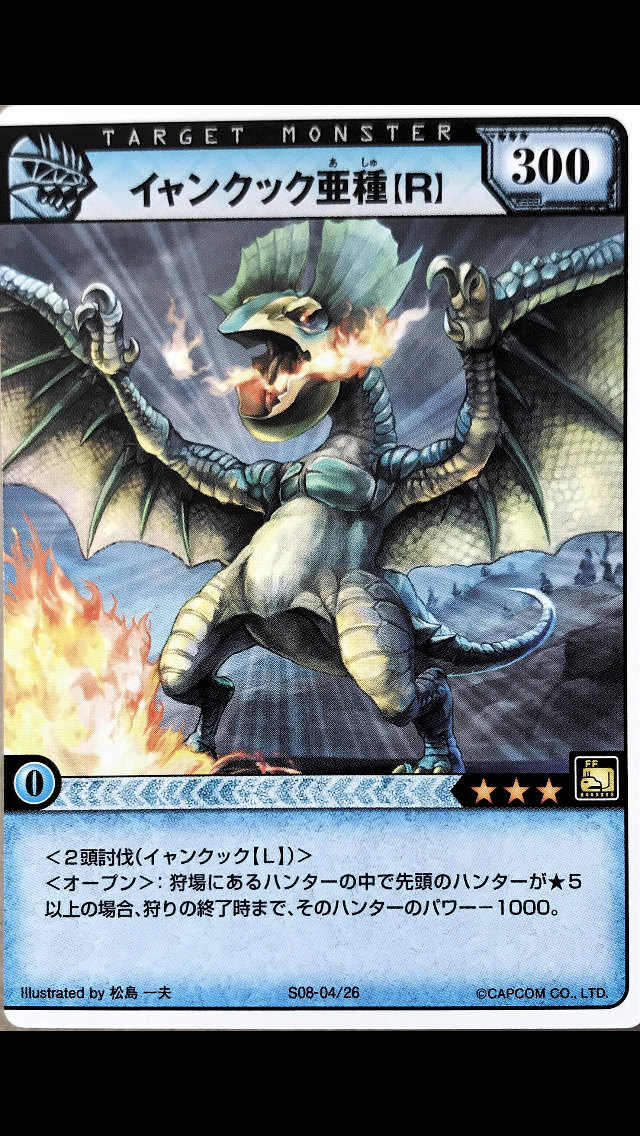 TARGET MONSTER
イャンクック亜種【R】
あ しゅ
300
0
FF
<2頭討伐(イャンクック【L】)>
<オープン>:狩場にあるハンターの中で先頭のハンターが★5
以上の場合、狩りの終了時まで、そのハンターのパワー−1000。
Illustrated by 松島 一夫
S08-04/26
©CAPCOM CO., LTD.